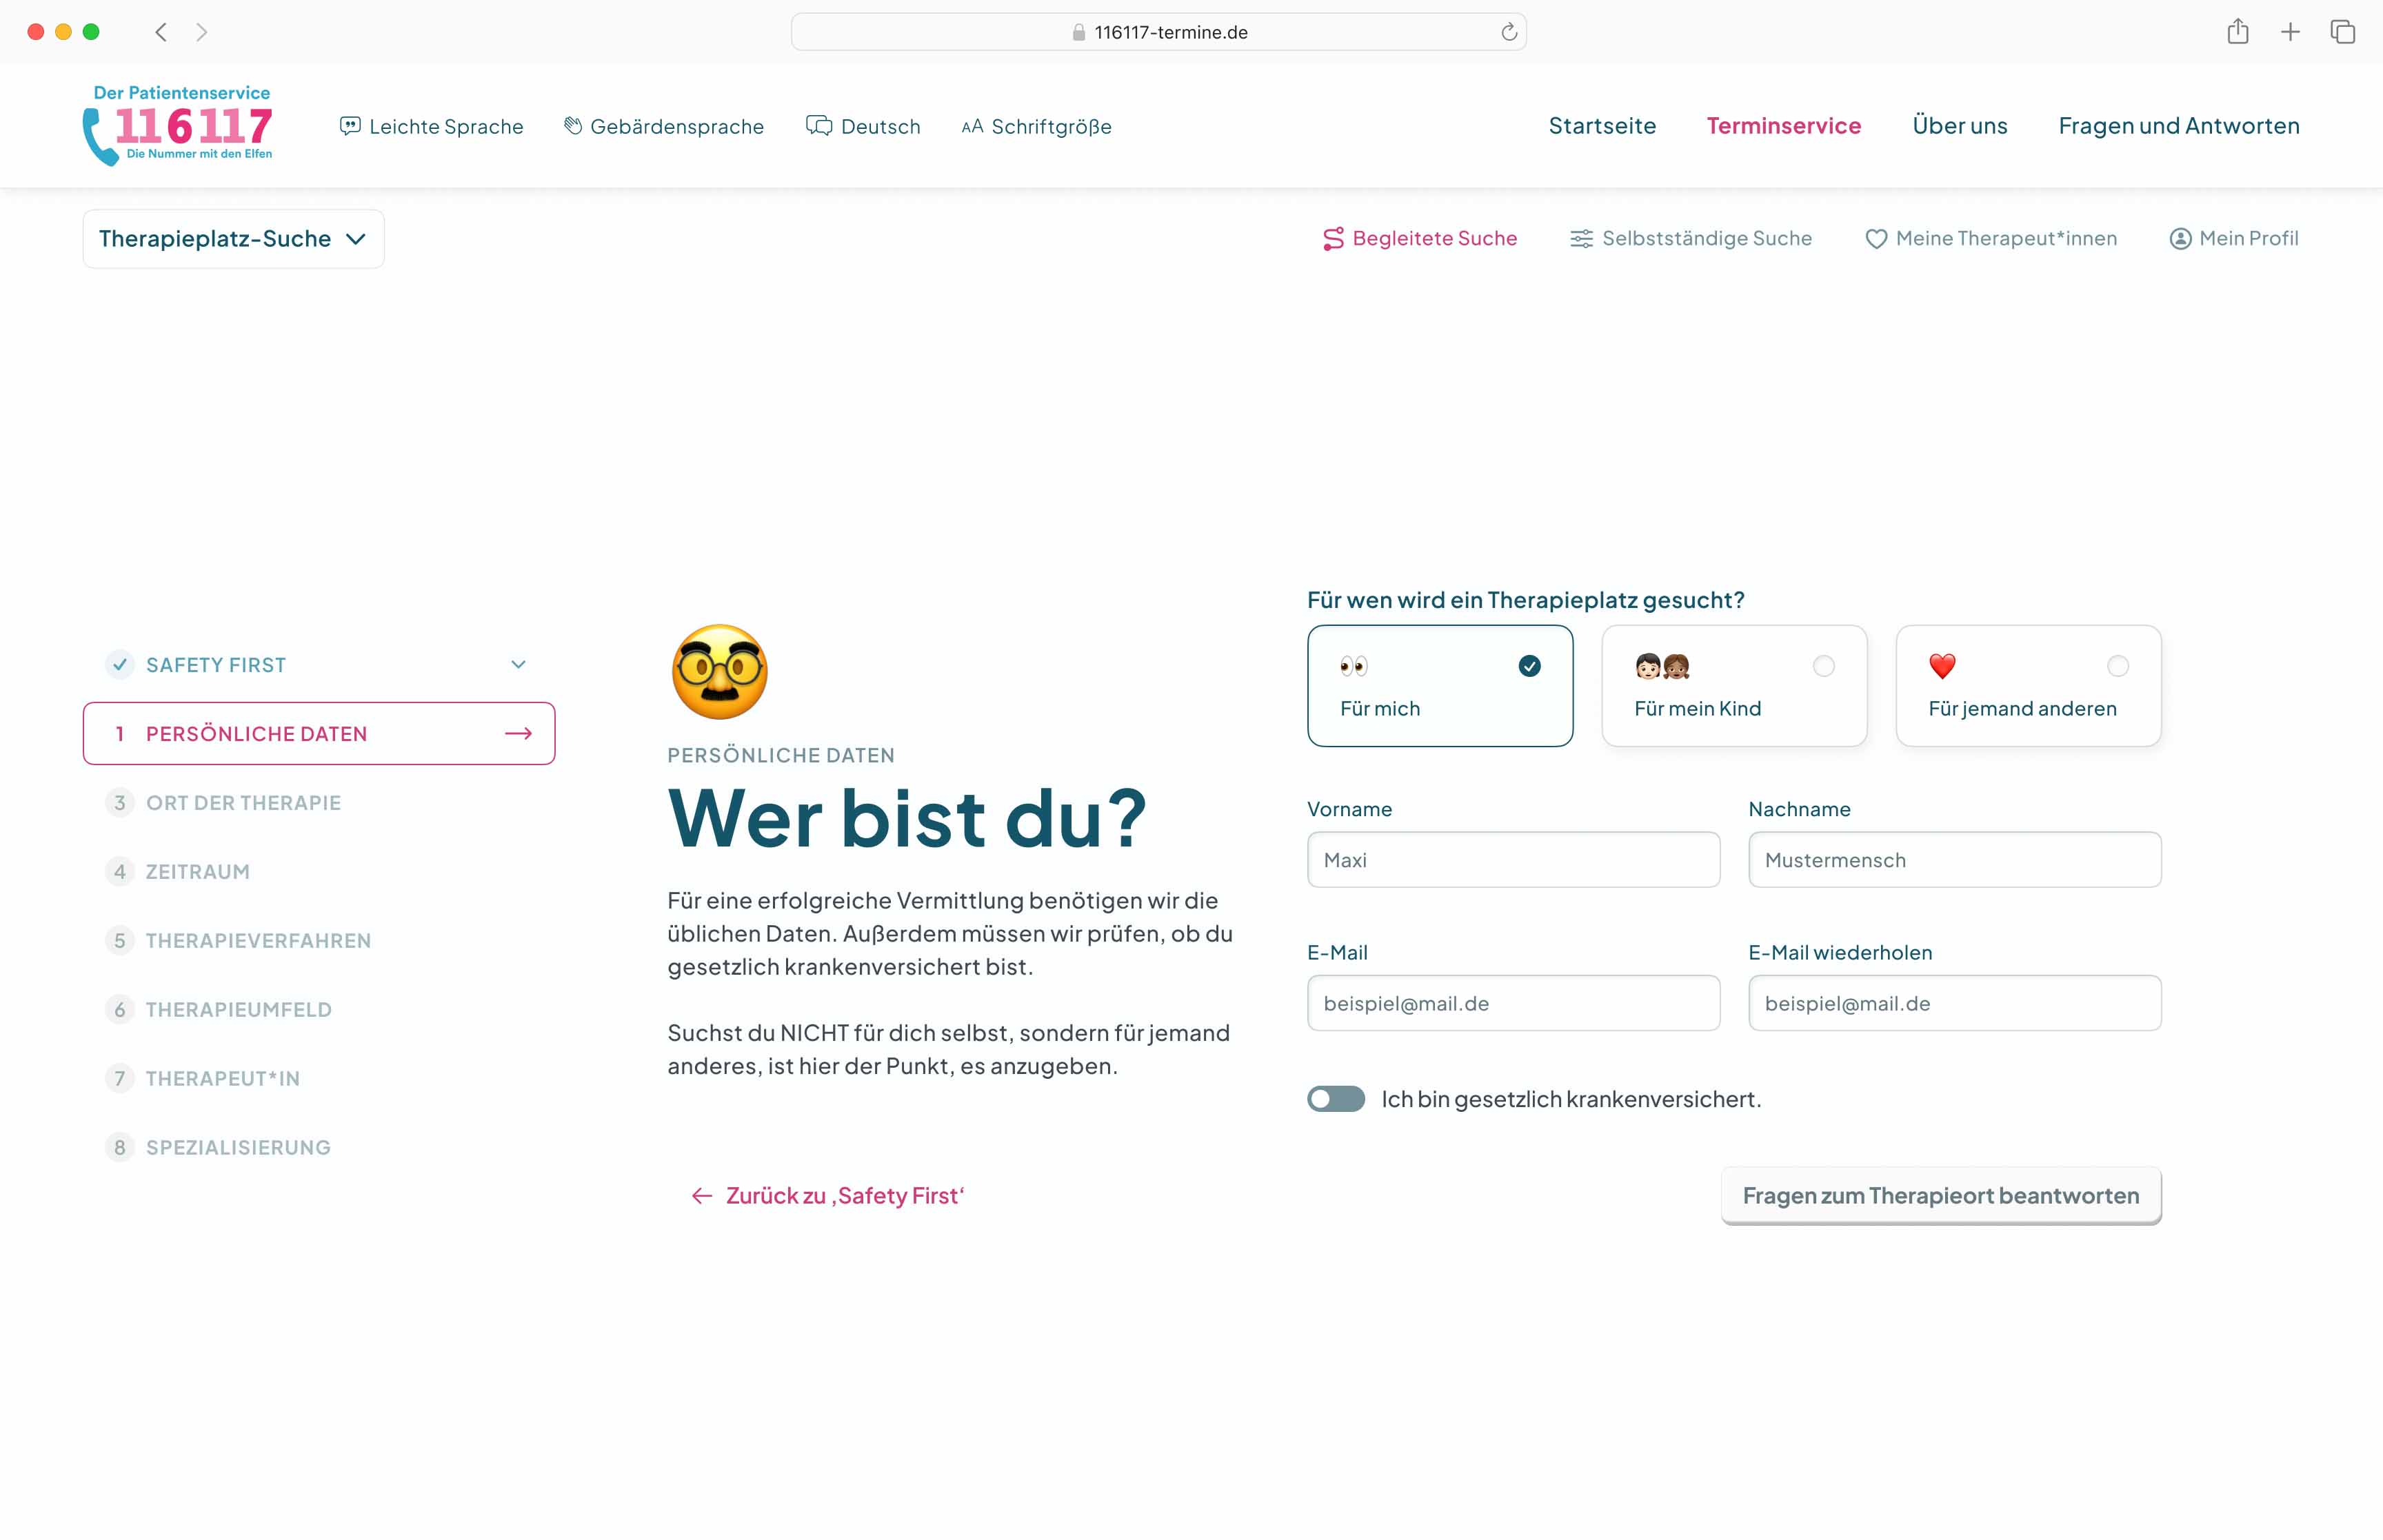 116117-termine.de
Der Patientenservice
116117
Die Nummer mit den Elfen
Leichte Sprache
Gebärdensprache
Deutsch
AA Schriftgröße
Startseite
Terminservice
Über uns
Fragen und Antworten
Therapieplatz-Suche
Begleitete Suche
Selbstständige Suche
Meine Therapeut*innen
Mein Profil
SAFETY FIRST
1 PERSÖNLICHE DATEN
3 ORT DER THERAPIE
4 ZEITRAUM
5 THERAPIEVERFAHREN
6 THERAPIEUMFELD
7 THERAPEUT*IN
8 SPEZIALISIERUNG
PERSÖNLICHE DATEN
Wer bist du?
Für eine erfolgreiche Vermittlung benötigen wir die
üblichen Daten. Außerdem müssen wir prüfen, ob du
gesetzlich krankenversichert bist.
Suchst du NICHT für dich selbst, sondern für jemand
anderes, ist hier der Punkt, es anzugeben.
Zurück zu ‚Safety First‘
Für wen wird ein Therapieplatz gesucht?
Für mich
Für mein Kind
Für jemand anderen
Vorname
Nachname
Maxi
Mustermensch
E-Mail
E-Mail wiederholen
beispiel@mail.de
beispiel@mail.de
Ich bin gesetzlich krankenversichert.
Fragen zum Therapieort beantworten